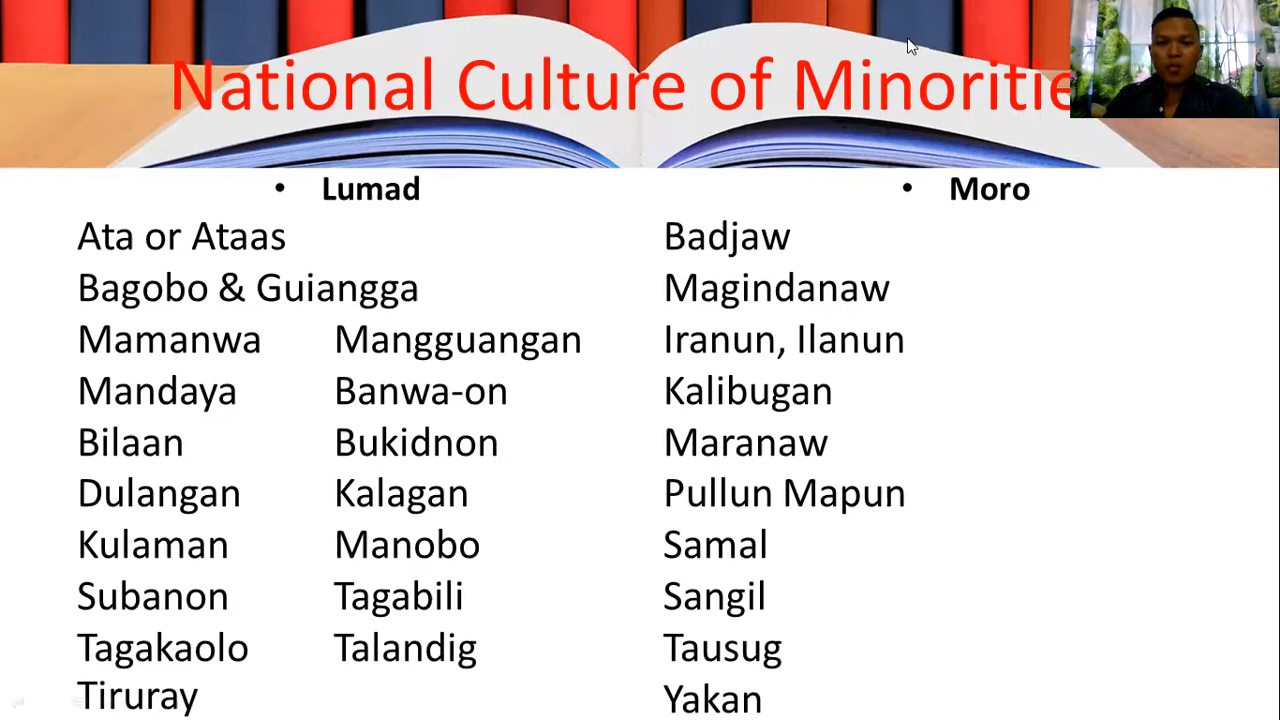 National Culture of Minoritie
• Lumad
Ata or Ataas
Bagobo & Guiangga
Mamanwa Mangguangan
Mandaya Banwa-on
Bilaan Bukidnon
Dulangan Kalagan
Kulaman Manobo
Subanon Tagabili
Tagakaolo Talandig
Tiruray
• Moro
Badjaw
Magindanaw
Iranun, Ilanun
Kalibugan
Maranaw
Pullun Mapun
Samal
Sangil
Tausug
Yakan